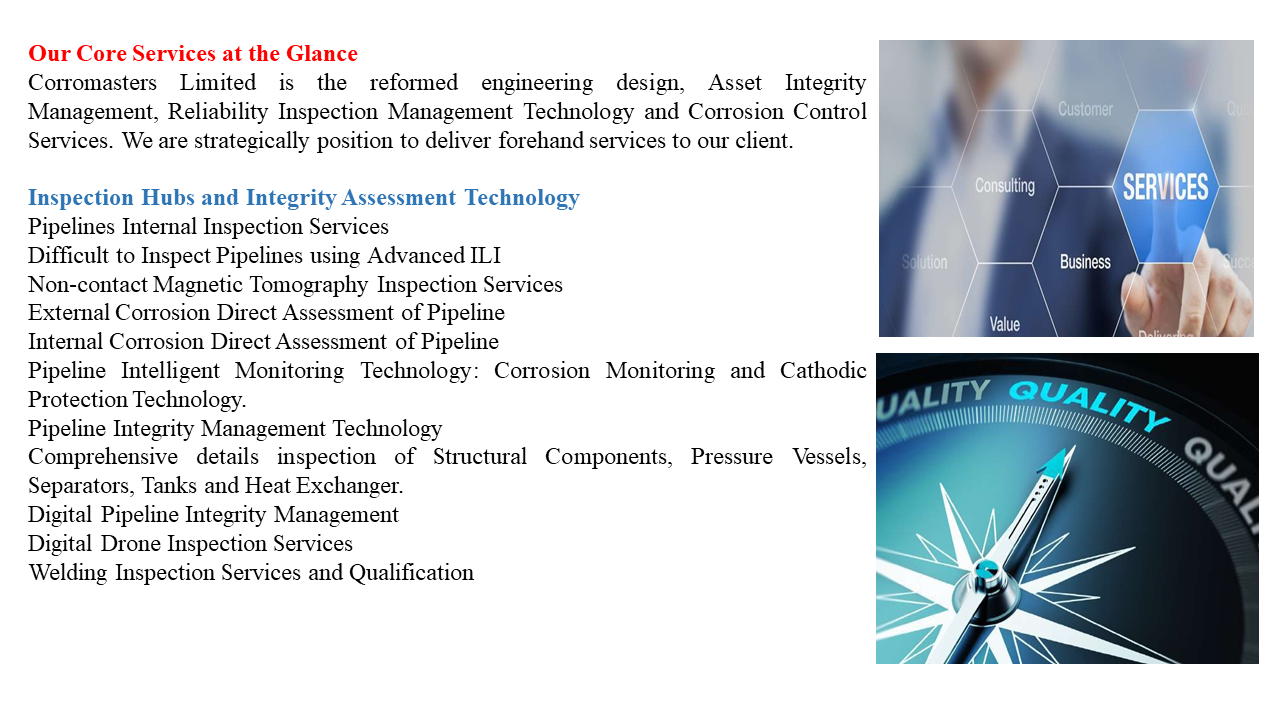 Our Core Services at the Glance
Corromasters Limited is the reformed engineering design, Asset Integrity
Management, Reliability Inspection Management Technology and Corrosion Control
Services. We are strategically position to deliver forehand services to our client.
Inspection Hubs and Integrity Assessment Technology
Pipelines Internal Inspection Services
Difficult to Inspect Pipelines using Advanced ILI
Non-contact Magnetic Tomography Inspection Services
External Corrosion Direct Assessment of Pipeline
Internal Corrosion Direct Assessment of Pipeline
Pipeline Intelligent Monitoring Technology: Corrosion Monitoring and Cathodic
Protection Technology.
Pipeline Integrity Management Technology
Comprehensive details inspection of Structural Components, Pressure Vessels,
Separators, Tanks and Heat Exchanger.
Digital Pipeline Integrity Management
Digital Drone Inspection Services
Welding Inspection Services and Qualification
Customer
Consulting
SERVICES
Solution
Business
Value
Delivering
QUALITY